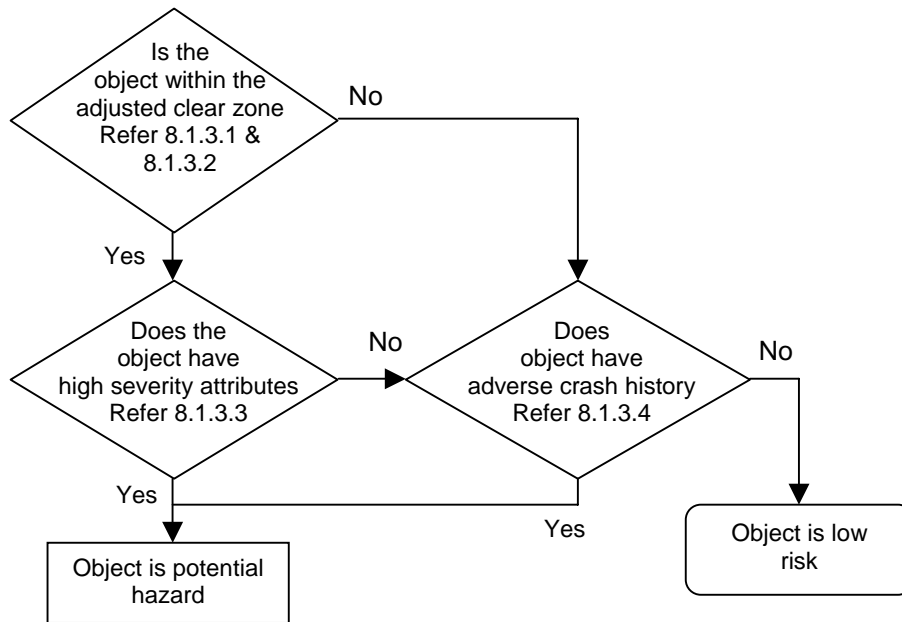 Is the
object within the
adjusted clear zone
Refer 8.1.3.1 &
8.1.3.2
No
Yes
Does the
object have
high severity attributes
Refer 8.1.3.3
No
Does
object have
adverse crash history
Refer 8.1.3.4
No
Yes
Yes
Object is potential
hazard
Object is low
risk